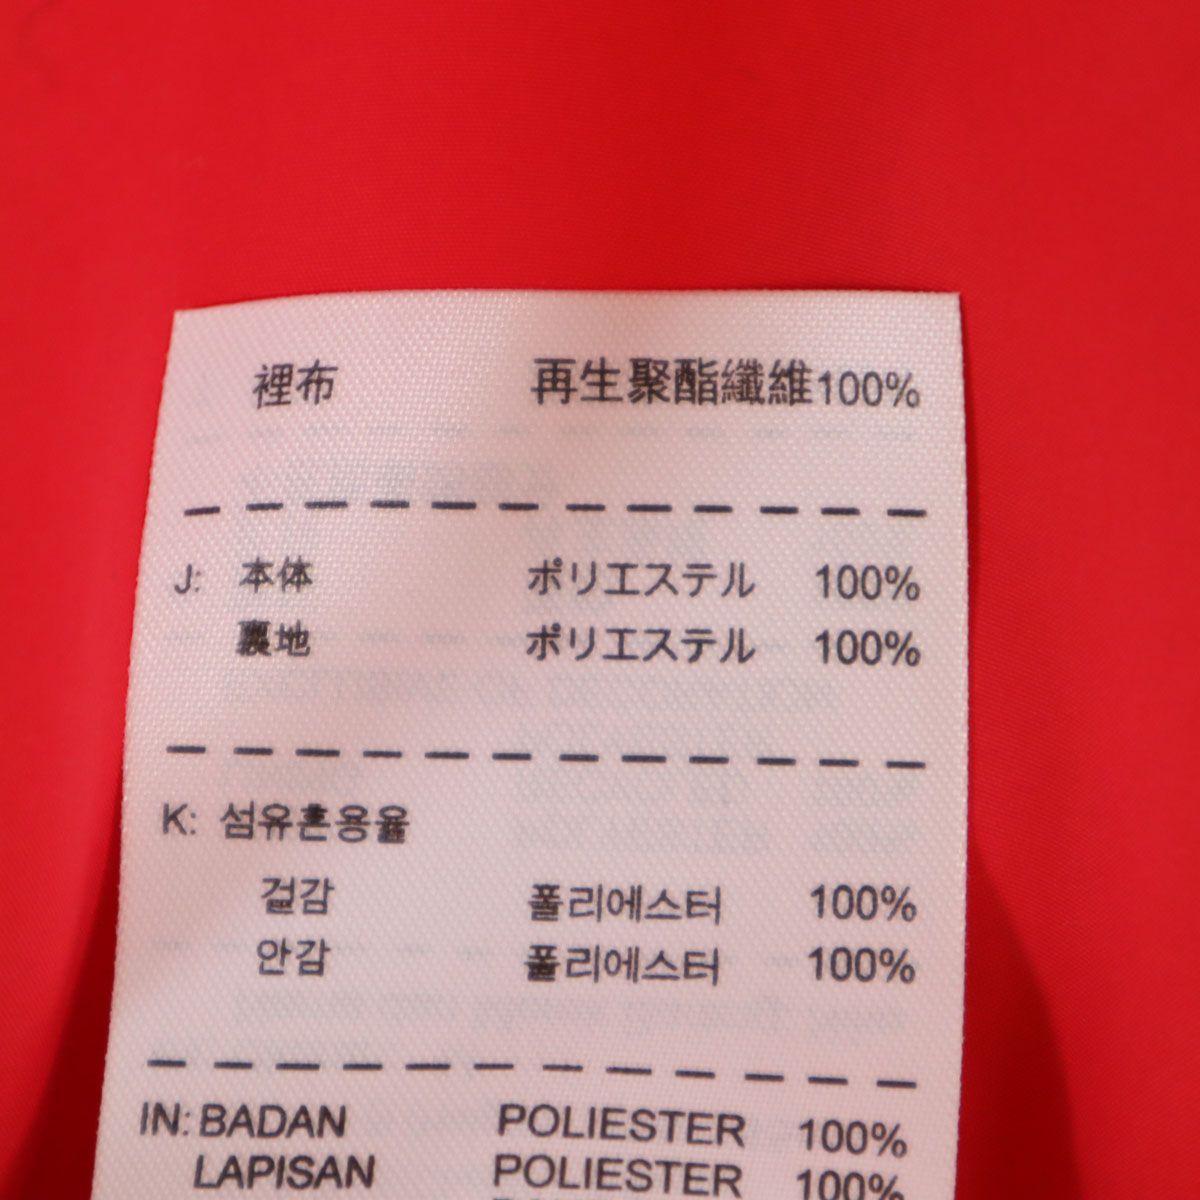 裡布 再生聚酯纖維100%
J: 本体 ポリエステル 100%
裏地 ポリエステル 100%
K: 섬유혼용율
겉감 폴리에스터 100%
안감 폴리에스터 100%
IN: BADAN POLIESTER 100%
LAPISAN POLIESTER 100%